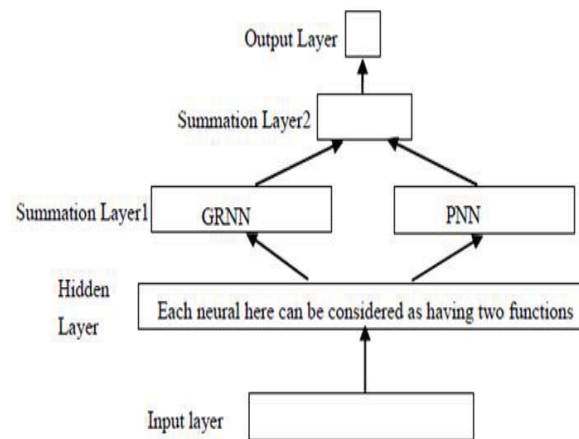 Output Layer
Summation Layer2
Summation Layer1
GRNN
PNN
Hidden
Layer
Each neural here can be considered as having two functions
Input layer